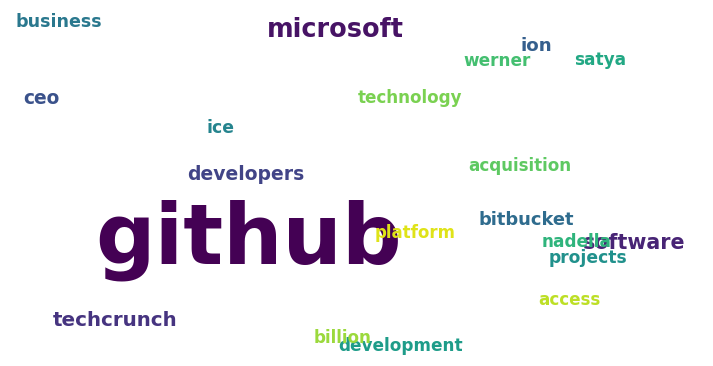 business
microsoft
ion
werner
satya
ceo
technology
ice
acquisition
developers
bitbucket
github
platform
nadella
software
projects
access
techcrunch
billion
development